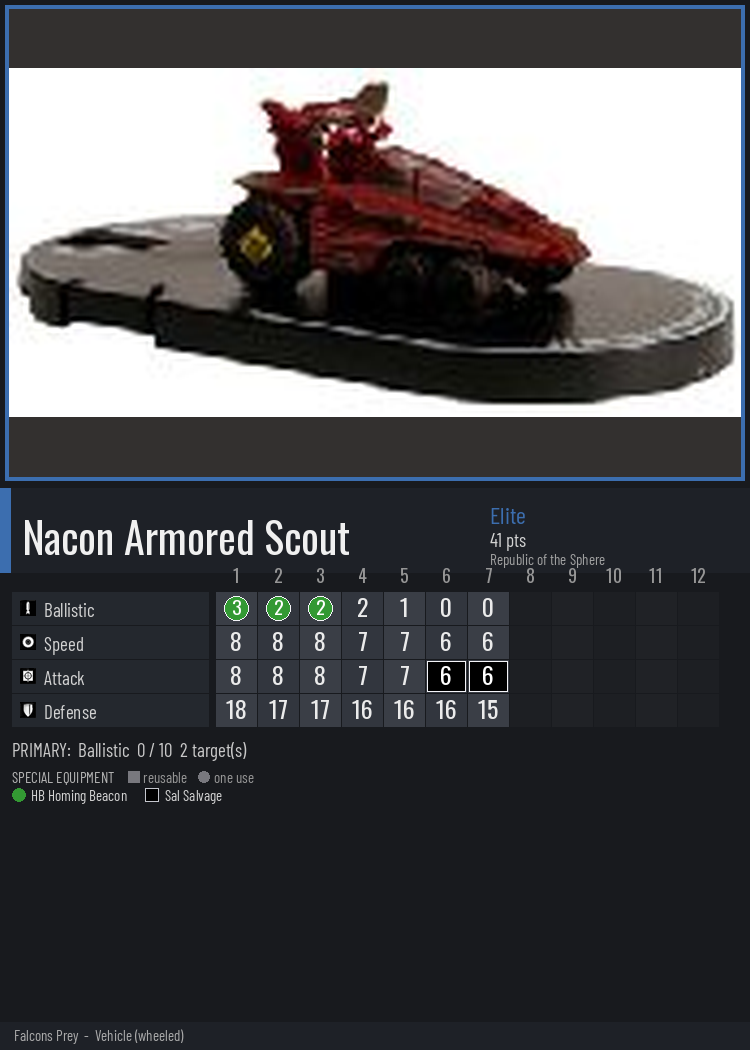 Nacon Armored Scout
Elite
41 pts
Republic of the Sphere
1 2 3 4 5 6 7 8 9 10 11 12
Ballistic 3 2 2 2 1 0 0
Speed 8 8 8 7 7 6 6
Attack 8 8 8 7 7 6 6
Defense 18 17 17 16 16 16 15
PRIMARY: Ballistic 0 / 10 2 target(s)
SPECIAL EQUIPMENT reusable one use
HB Homing Beacon Sal Salvage
Falcons Prey - Vehicle (wheeled)